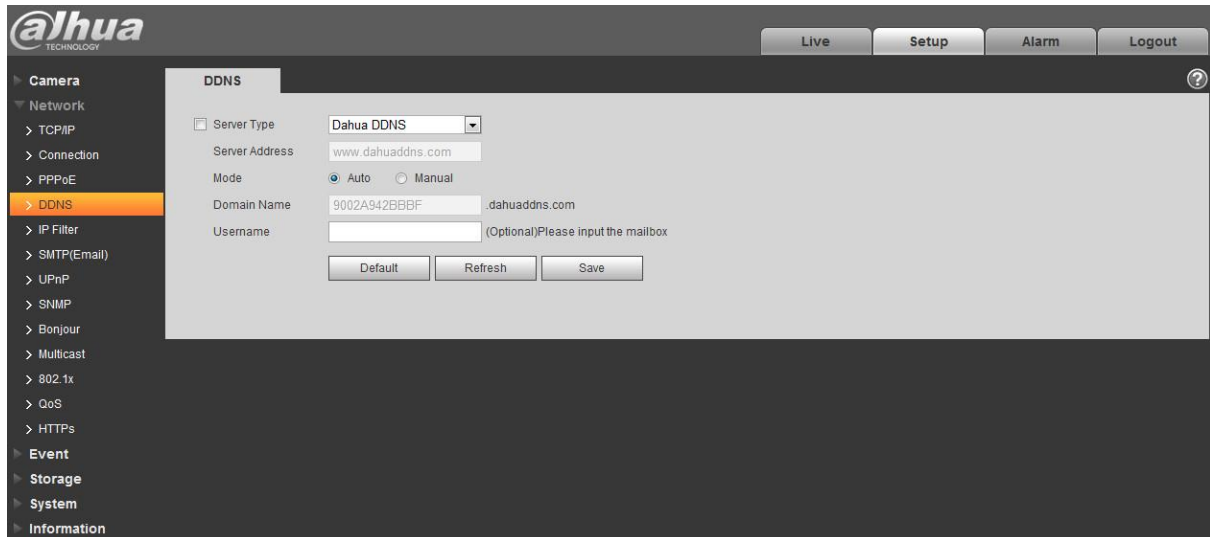 alhua
TECHNOLOGY
Live Setup Alarm Logout
Camera
Network
TCP/IP
Connection
PPPoE
DDNS
IP Filter
SMTP(Email)
UPnP
SNMP
Bonjour
Multicast
802.1x
QoS
HTTPs
Event
Storage
System
Information
DDNS
Server Type Dahua DDNS
Server Address www.dahuaddns.com
Mode Auto Manual
Domain Name 9002A942BBBF .dahuaddns.com
Username (Optional)Please input the mailbox
Default Refresh Save